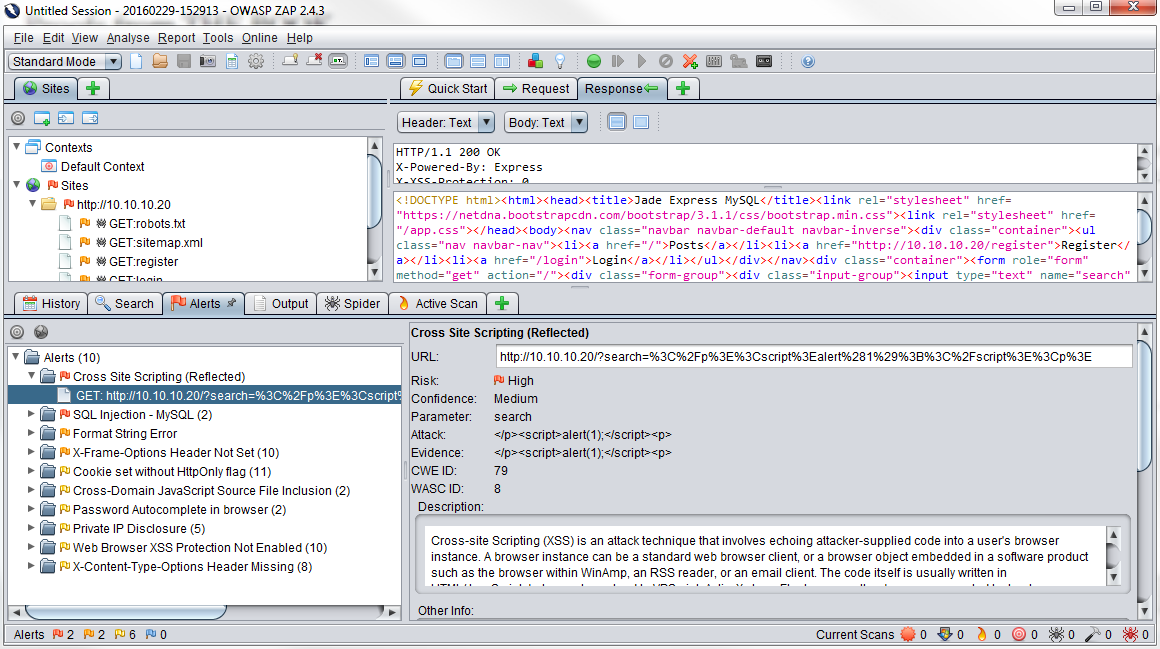 Untitled Session - 20160229-152913 - OWASP ZAP 2.4.3
File Edit View Analyse Report Tools Online Help
Standard Mode
Sites
Quick Start Request Response
Header: Text Body: Text
Contexts
Default Context
Sites
http://10.10.10.20
GET:robots.txt
GET:sitemap.xml
GET:register
GET:login
HTTP/1.1 200 OK
X-Powered-By: Express
X-XSS-Protection: 0
<!DOCTYPE html><html><head><title>Jade Express MySQL</title><link rel="stylesheet" href=
"https://netdna.bootstrapcdn.com/bootstrap/3.1.1/css/bootstrap.min.css"><link rel="stylesheet" href=
"/app.css"></head><body><nav class="navbar navbar-default navbar-inverse"><div class="container"><ul
class="nav navbar-nav"><li><a href="/">Posts</a></li><li><a href="http://10.10.10.20/register">Register</
a></li><li><a href="/login">Login</a></li></ul></div></nav><div class="container"><form role="form"
method="get" action="/"><div class="form-group"><div class="input-group"><input type="text" name="search"
History Search Alerts Output Spider Active Scan
Alerts (10)
Cross Site Scripting (Reflected)
GET: http://10.10.10.20/?search=%3C%2Fp%3E%3Cscript%
SQL Injection - MySQL (2)
Format String Error
X-Frame-Options Header Not Set (10)
Cookie set without HttpOnly flag (11)
Cross-Domain JavaScript Source File Inclusion (2)
Password Autocomplete in browser (2)
Private IP Disclosure (5)
Web Browser XSS Protection Not Enabled (10)
X-Content-Type-Options Header Missing (8)
Cross Site Scripting (Reflected)
URL: http://10.10.10.20/?search=%3C%2Fp%3E%3Cscript%3Ealert%281%29%3B%3C%2Fscript%3E%3Cp%3E
Risk: High
Confidence: Medium
Parameter: search
Attack: </p><script>alert(1);</script><p>
Evidence: </p><script>alert(1);</script><p>
CWE ID: 79
WASC ID: 8
Description:
Cross-site Scripting (XSS) is an attack technique that involves echoing attacker-supplied code into a user's browser
instance. A browser instance can be a standard web browser client, or a browser object embedded in a software product
such as the browser within WinAmp, an RSS reader, or an email client. The code itself is usually written in
Other Info:
Alerts 2 2 6 0
Current Scans 0 0 0 0 0 0 0